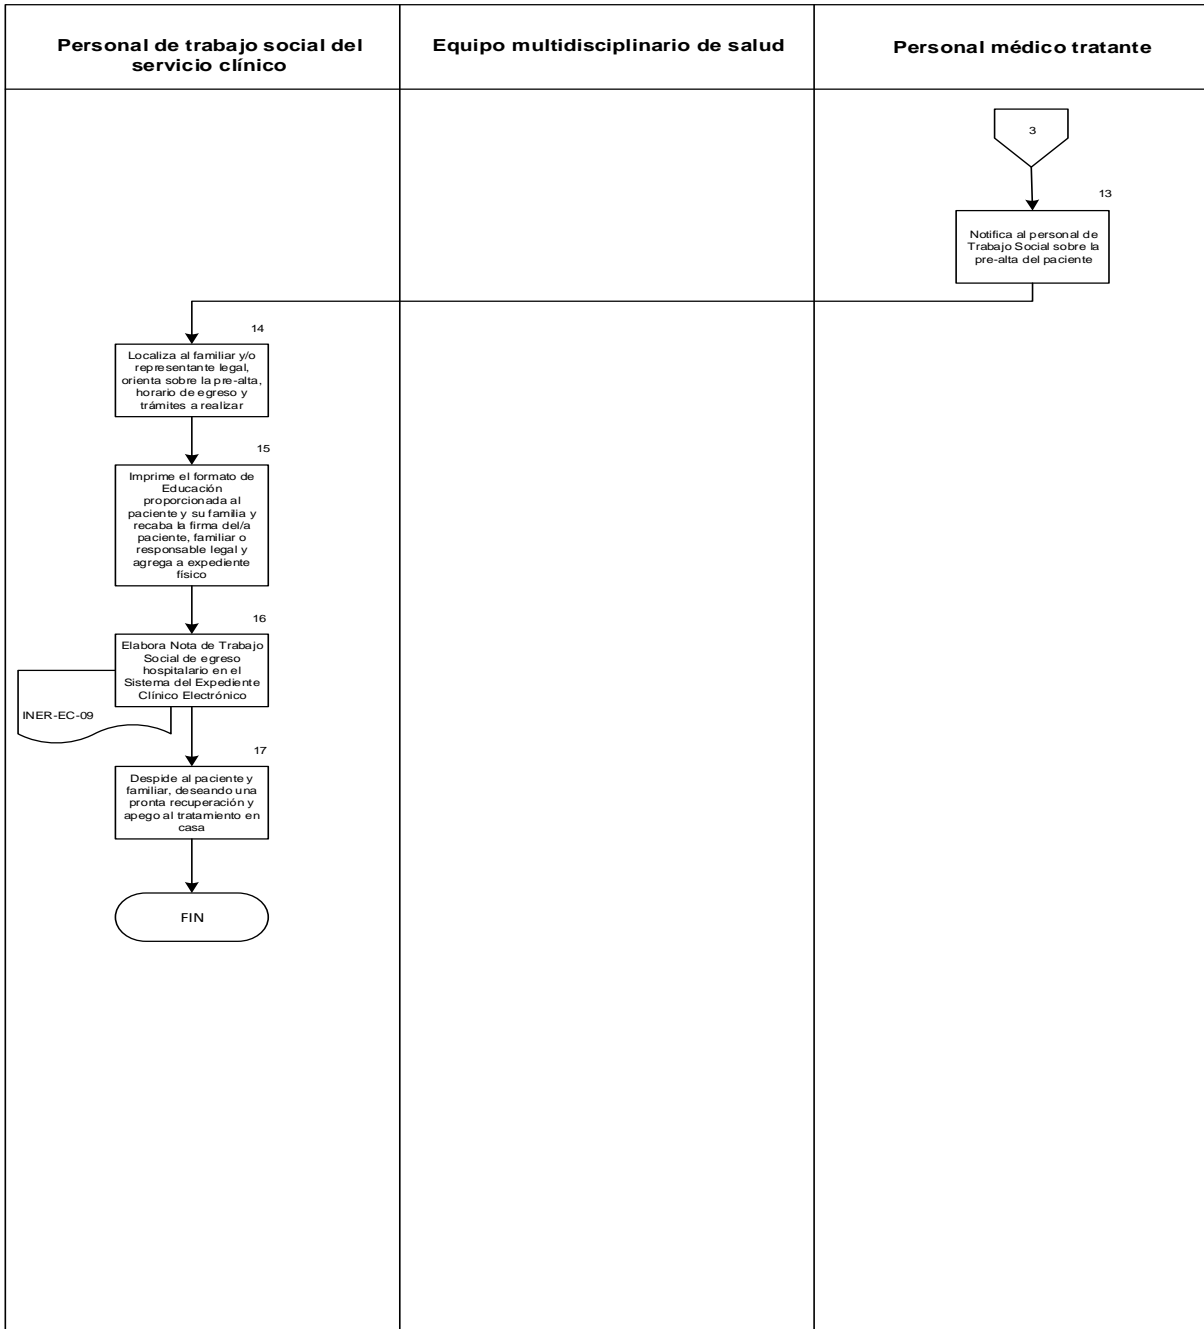 Personal de trabajo social del
servicio clínico
Equipo multidisciplinario de salud
Personal médico tratante
3
13
Notifica al personal de
Trabajo Social sobre la
pre-alta del paciente
14
Localiza al familiar y/o
representante legal,
orienta sobre la pre-alta,
horario de egreso y
trámites a realizar
15
Imprime el formato de
Educación
proporcionada al
paciente y su familia y
recaba la firma del/a
paciente, familiar o
responsable legal y
agrega a expediente
físico
16
Elabora Nota de Trabajo
Social de egreso
hospitalario en el
Sistema del Expediente
Clínico Electrónico
INER-EC-09
17
Despide al paciente y
familiar, deseando una
pronta recuperación y
apego al tratamiento en
casa
FIN